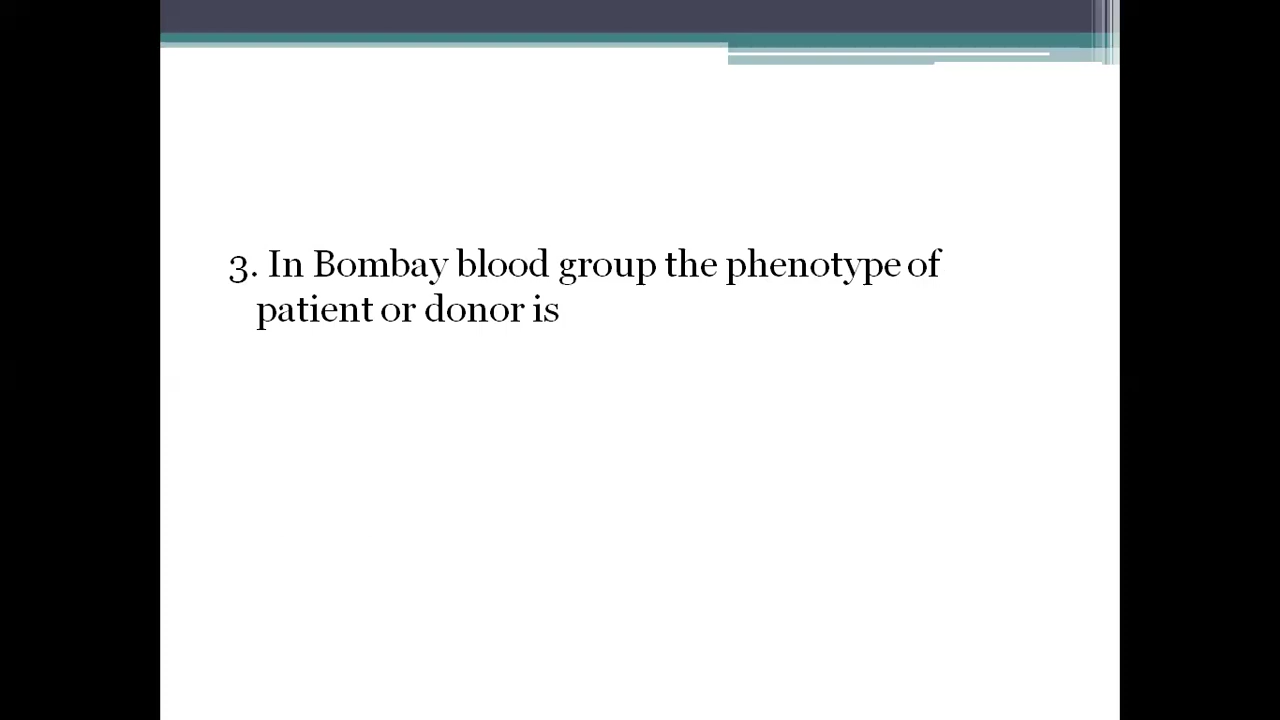 3. In Bombay blood group the phenotype of
patient or donor is